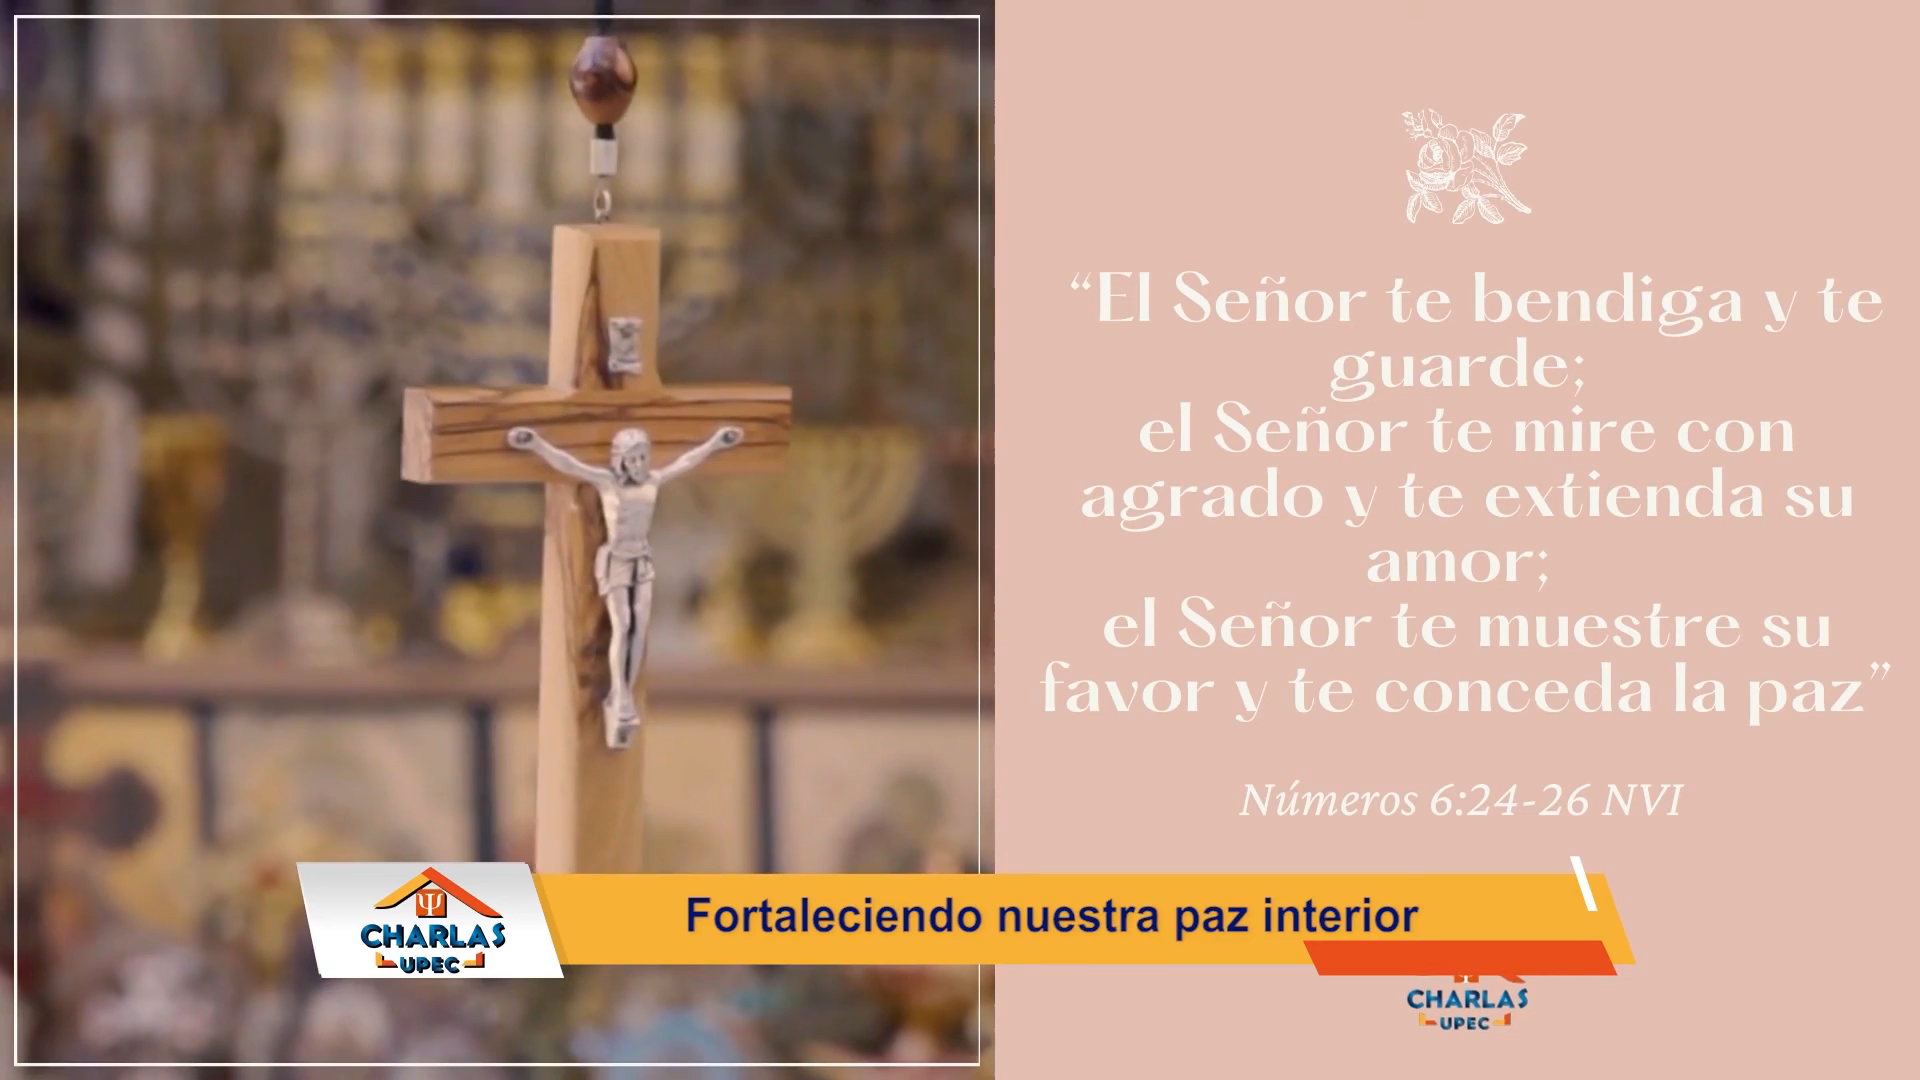 “El Señor te bendiga y te
guarde;
el Señor te mire con
agrado y te extienda su
amor;
el Señor te muestre su
favor y te conceda la paz”
Números 6:24-26 NVI
Ψ
CHARLAS
UPEC
Fortaleciendo nuestra paz interior
CHARLAS
UPEC